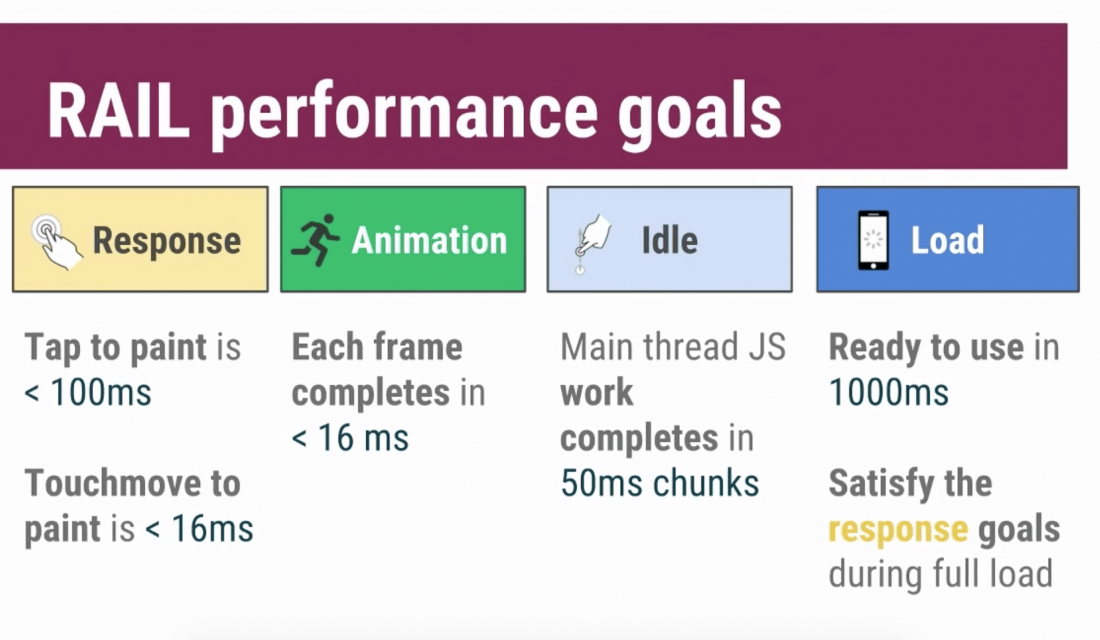 RAIL performance goals
Response
Animation
Idle
Load
Tap to paint is
< 100ms
Touchmove to
paint is < 16ms
Each frame
completes in
< 16 ms
Main thread JS
work
completes in
50ms chunks
Ready to use in
1000ms
Satisfy the
response goals
during full load